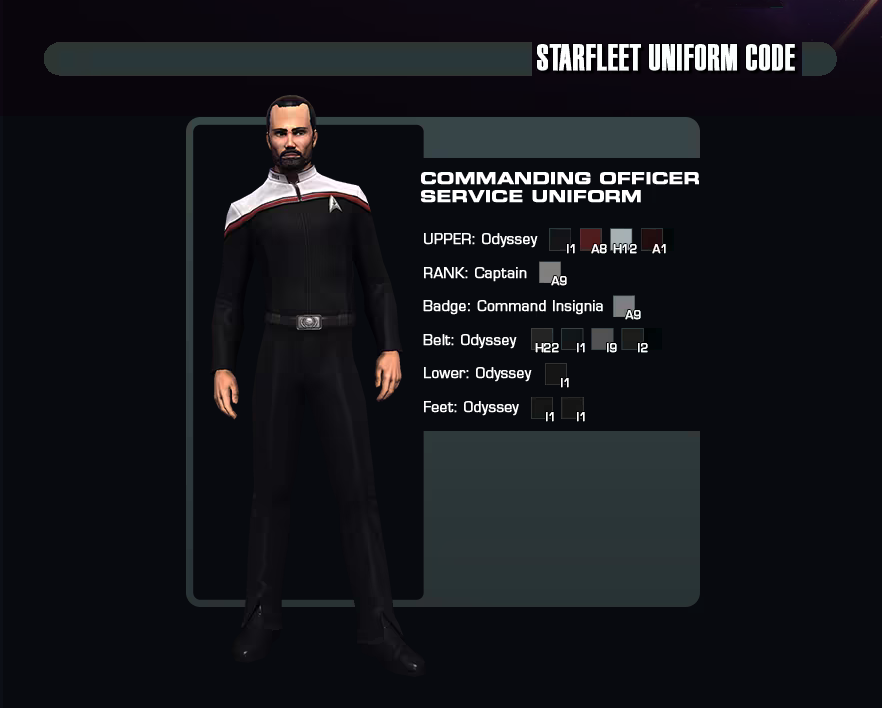 STARFLEET UNIFORM CODE
COMMANDING OFFICER
SERVICE UNIFORM
UPPER: Odyssey I1 A8 H12 A1
RANK: Captain A9
Badge: Command Insignia A9
Belt: Odyssey H22 I1 I9 I2
Lower: Odyssey I1
Feet: Odyssey I1 I1